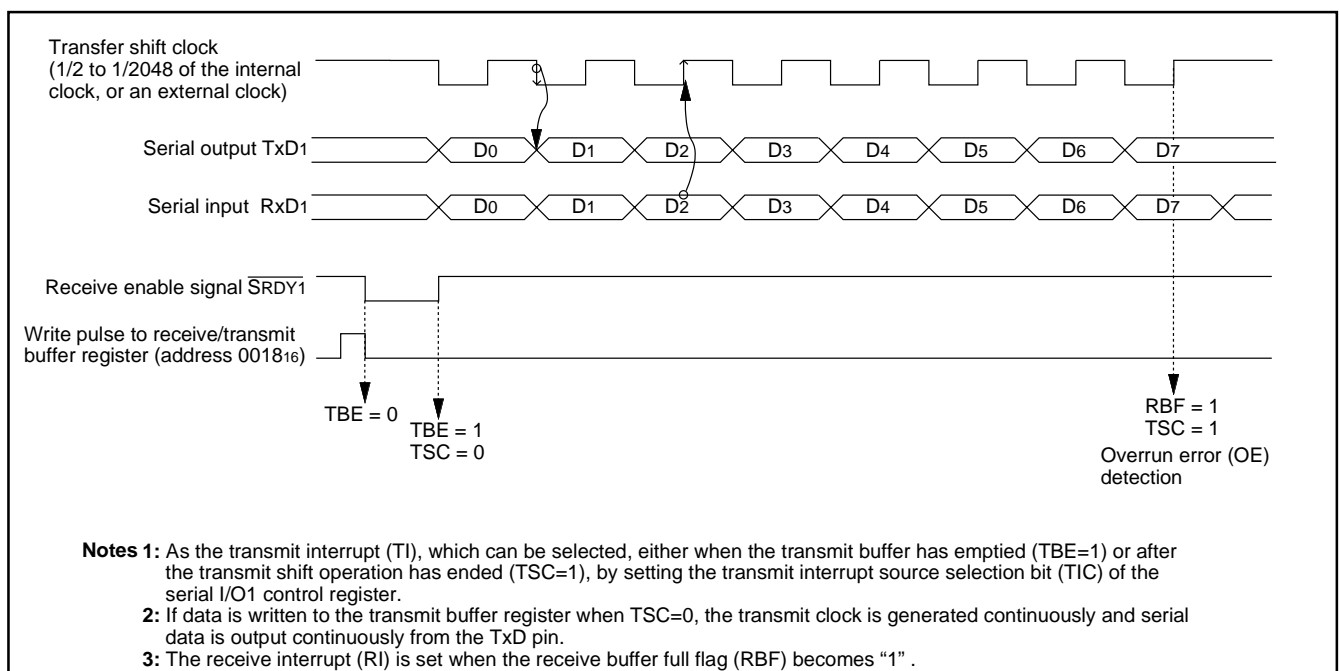 Transfer shift clock
(1/2 to 1/2048 of the internal
clock, or an external clock)
Serial output TxD1
D0 D1 D2 D3 D4 D5 D6 D7
Serial input RxD1
D0 D1 D2 D3 D4 D5 D6 D7
Receive enable signal SRDY1
Write pulse to receive/transmit
buffer register (address 001816)
TBE = 0
TBE = 1
TSC = 0
RBF = 1
TSC = 1
Overrun error (OE)
detection
Notes 1: As the transmit interrupt (TI), which can be selected, either when the transmit buffer has emptied (TBE=1) or after
the transmit shift operation has ended (TSC=1), by setting the transmit interrupt source selection bit (TIC) of the
serial I/O1 control register.
2: If data is written to the transmit buffer register when TSC=0, the transmit clock is generated continuously and serial
data is output continuously from the TxD pin.
3: The receive interrupt (RI) is set when the receive buffer full flag (RBF) becomes “1” .